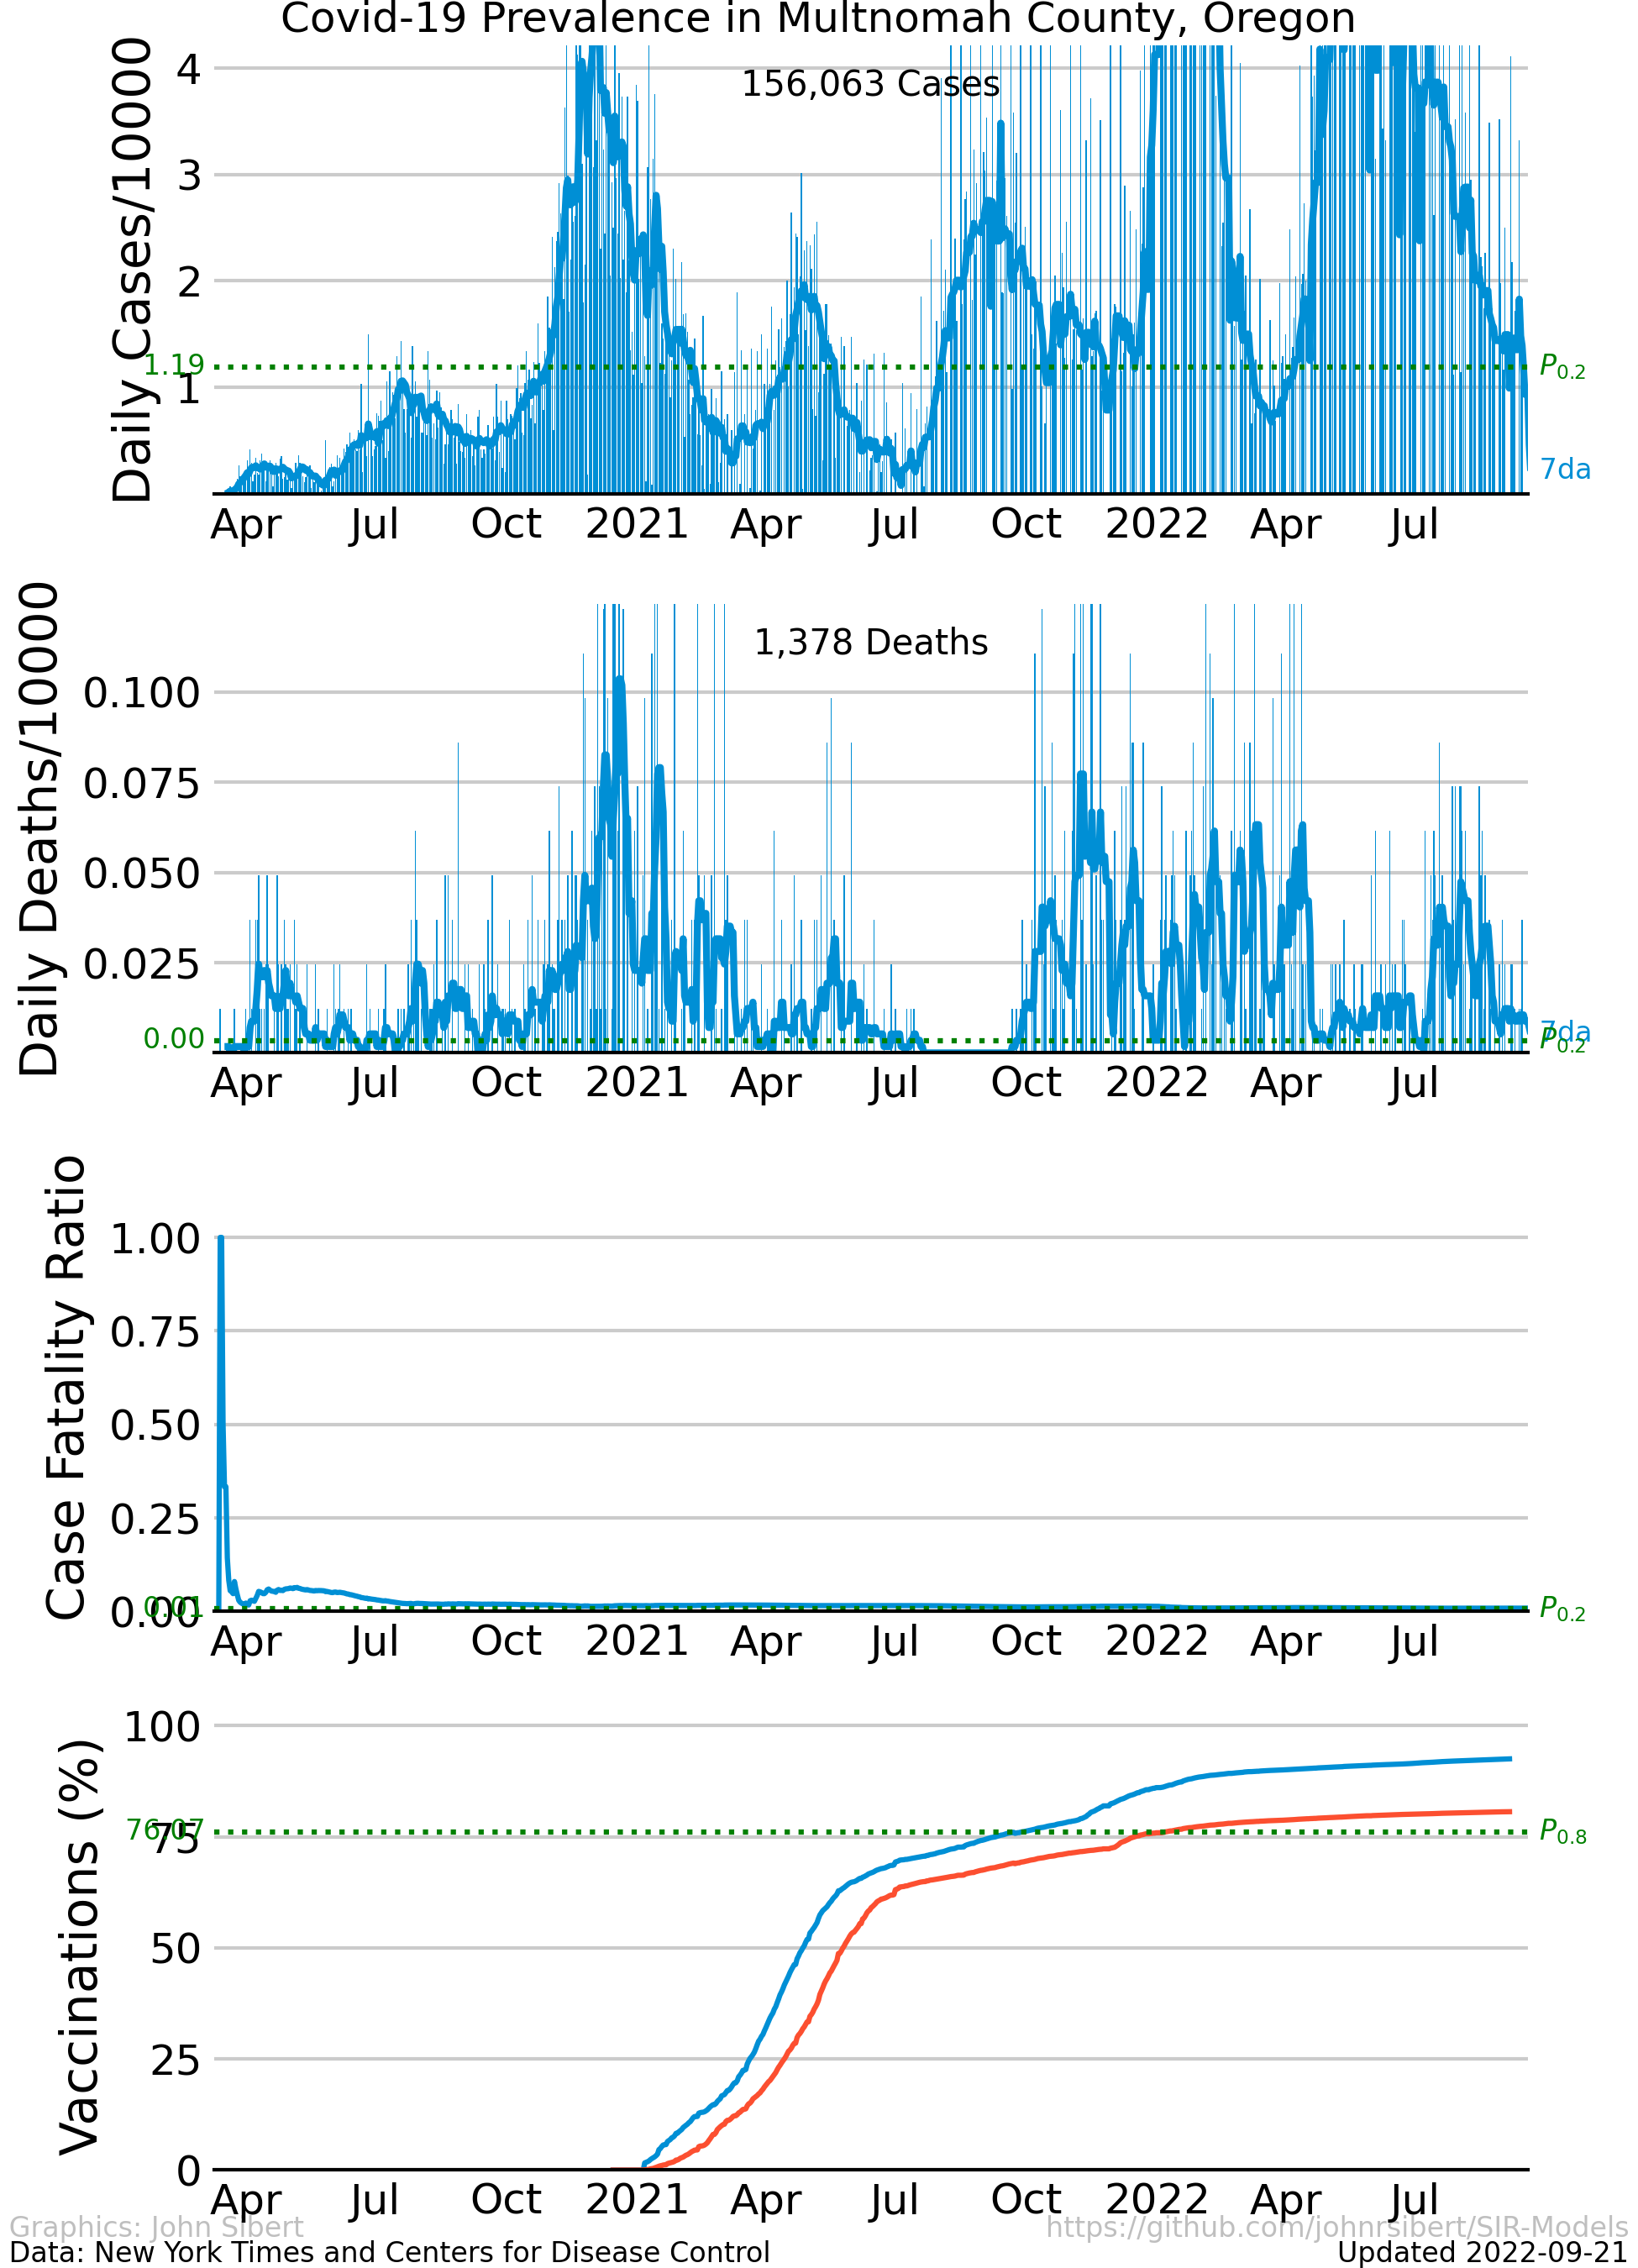 Covid-19 Prevalence in Multnomah County, Oregon
Daily Cases/10000
4
3
2
1
1.19
156,063 Cases
P0.2
7da
Apr Jul Oct 2021 Apr Jul Oct 2022 Apr Jul
Daily Deaths/10000
0.100
0.075
0.050
0.025
0.00
1,378 Deaths
7da
P0.2
Apr Jul Oct 2021 Apr Jul Oct 2022 Apr Jul
Case Fatality Ratio
1.00
0.75
0.50
0.25
0.00
0.01
P0.2
Apr Jul Oct 2021 Apr Jul Oct 2022 Apr Jul
Vaccinations (%)
100
75
76.07
50
25
0
P0.8
Apr Jul Oct 2021 Apr Jul Oct 2022 Apr Jul
Graphics: John Sibert https://github.com/johnrsibert/SIR-Models
Data: New York Times and Centers for Disease Control Updated 2022-09-21